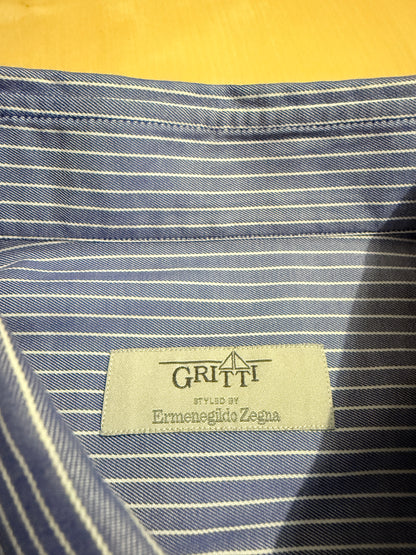 GRITTI
STYLED BY
Ermenegildo Zegna